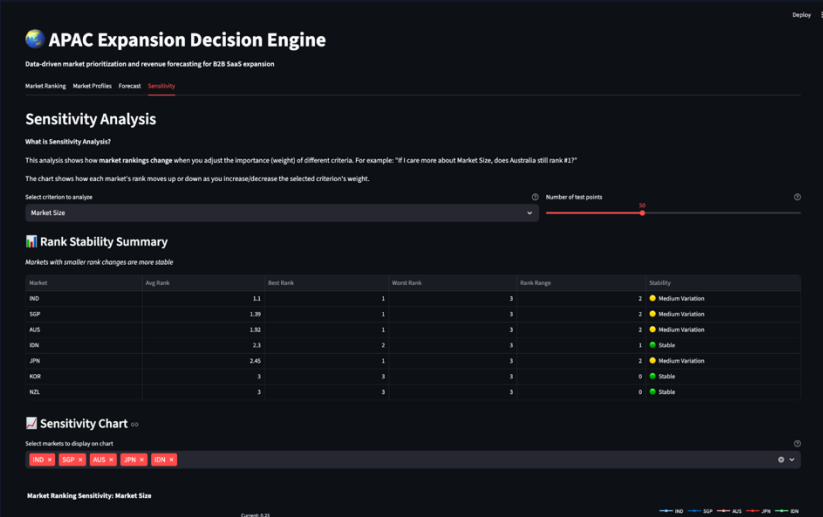 Deploy
APAC Expansion Decision Engine
Data-driven market prioritization and revenue forecasting for B2B SaaS expansion
Market Ranking Market Profiles Forecast Sensitivity
Sensitivity Analysis
What is Sensitivity Analysis?
This analysis shows how market rankings change when you adjust the importance (weight) of different criteria. For example: "If I care more about Market Size, does Australia still rank #1?"
The chart shows how each market's rank moves up or down as you increase/decrease the selected criterion's weight.
Select criterion to analyze Number of test points
50
Market Size
Rank Stability Summary
Markets with smaller rank changes are more stable
Market Avg Rank Best Rank Worst Rank Rank Range Stability
IND 1.1 1 3 2 Medium Variation
SGP 1.39 1 3 2 Medium Variation
AUS 1.92 1 3 2 Medium Variation
IDN 2.3 2 3 1 Stable
JPN 2.45 1 3 2 Medium Variation
KOR 3 3 3 0 Stable
NZL 3 3 3 0 Stable
Sensitivity Chart
Select markets to display on chart
IND × SGP × AUS × JPN × IDN ×
Market Ranking Sensitivity: Market Size
Current: 0.25 IND SGP AUS JPN IDN